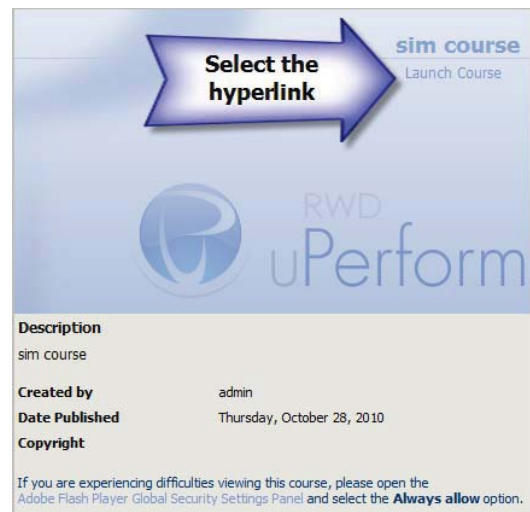 sim course
Select the
hyperlink
Launch Course
RWD
uPerform
Description
sim course
Created by admin
Date Published Thursday, October 28, 2010
Copyright
If you are experiencing difficulties viewing this course, please open the
Adobe Flash Player Global Security Settings Panel and select the Always allow option.